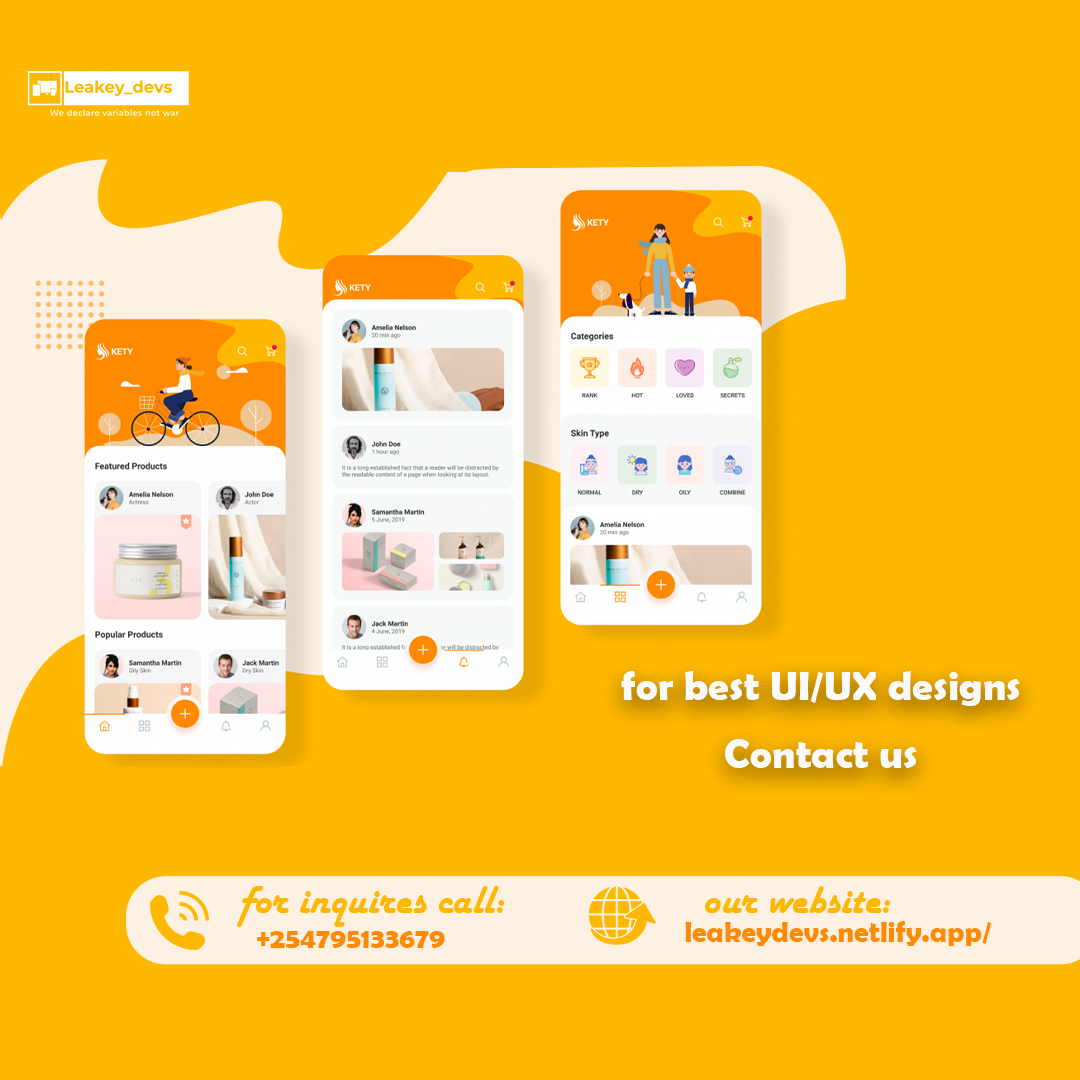 Leakey_devs
We declare variables not war
KETY
Featured Products
Amelia Nelson
Actress
John Doe
Actor
Popular Products
Samantha Martin
Oily Skin
Jack Martin
Dry Skin
KETY
Amelia Nelson
20 min ago
John Doe
1 hour ago
It is a long established fact that a reader will be distracted by
the readable content of a page when looking at its layout.
Samantha Martin
5 June, 2019
Jack Martin
4 June, 2019
It is a long established f
or will be distracted by
KETY
Categories
RANK
HOT
LOVED
SECRETS
Skin Type
NORMAL
DRY
OILY
COMBINE
Amelia Nelson
20 min ago
for best UI/UX designs
Contact us
for inquires call:
+254795133679
our website:
leakeydevs.netlify.app/